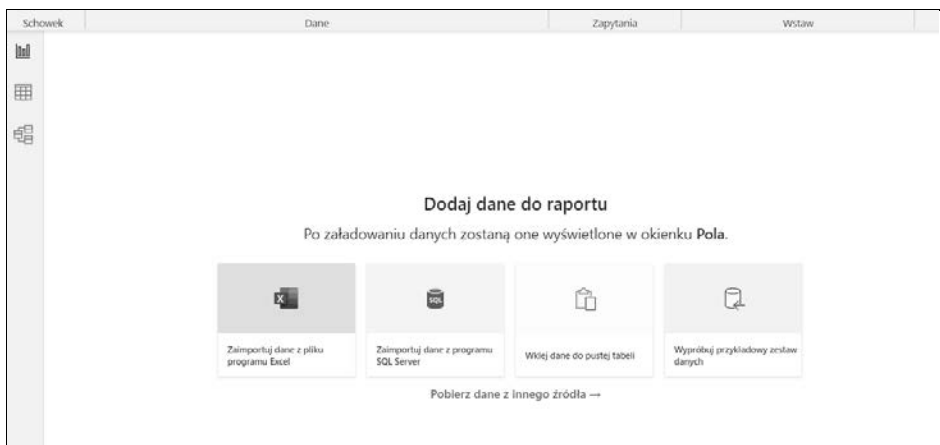 Schowek Dane Zapytania Wstaw
Dodaj dane do raportu
Po załadowaniu danych zostaną one wyświetlone w okienku Pola.
X
SQL
Zaimportuj dane z pliku
programu Excel
Zaimportuj dane z programu
SQL Server
Wklej dane do pustej tabeli
Wypróbuj przykładowy zestaw
danych
Pobierz dane z innego źródła →